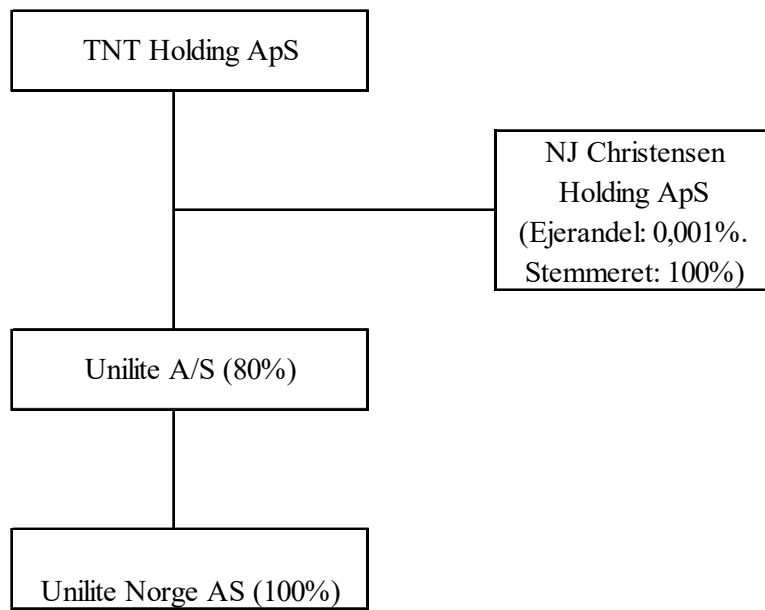 TNT Holding ApS
NJ Christensen
Holding ApS
(Ejerandel: 0,001%.
Stemmeret: 100%)
Unilite A/S (80%)
Unilite Norge AS (100%)